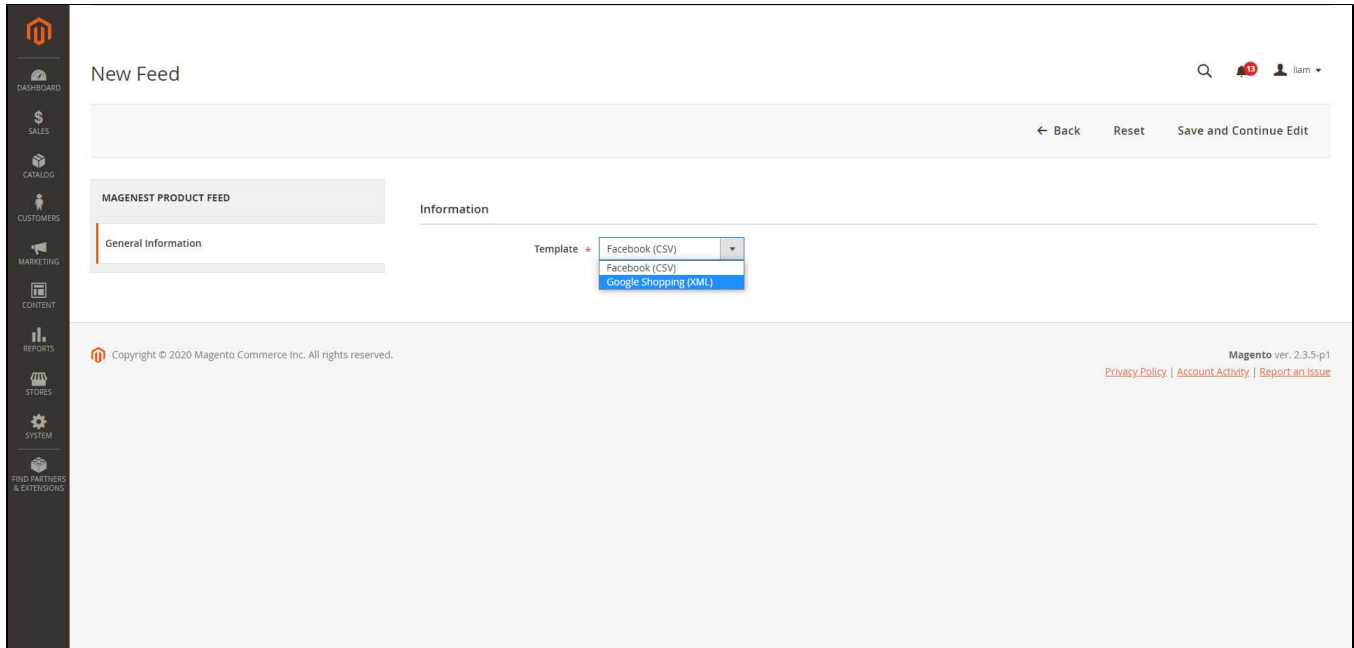 New Feed
13
liam
DASHBOARD
SALES
CATALOG
CUSTOMERS
MARKETING
CONTENT
REPORTS
STORES
SYSTEM
FIND PARTNERS
& EXTENSIONS
← Back Reset Save and Continue Edit
MAGENEST PRODUCT FEED
General Information
Information
Template * Facebook (CSV)
Facebook (CSV)
Google Shopping (XML)
Copyright © 2020 Magento Commerce Inc. All rights reserved.
Magento ver. 2.3.5-p1
Privacy Policy | Account Activity | Report an Issue